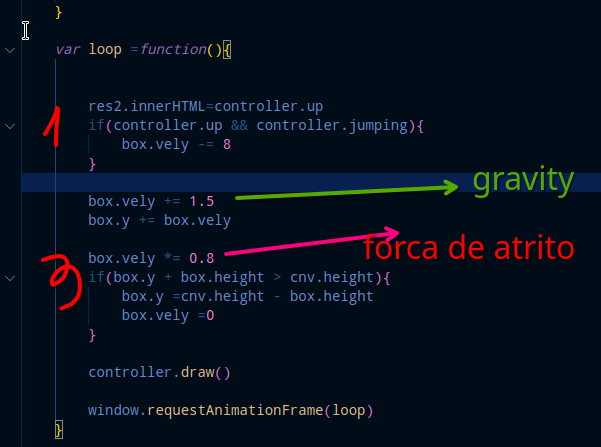 }
var loop =function(){
res2.innerHTML=controller.up
1
if(controller.up && controller.jumping){
box.vely -= 8
}
gravity
box.vely += 1.5
box.y += box.vely
forca de atrito
box.vely *= 0.8
if(box.y + box.height > cnv.height){
box.y =cnv.height - box.height
box.vely =0
}
controller.draw()
window.requestAnimationFrame(loop)
}